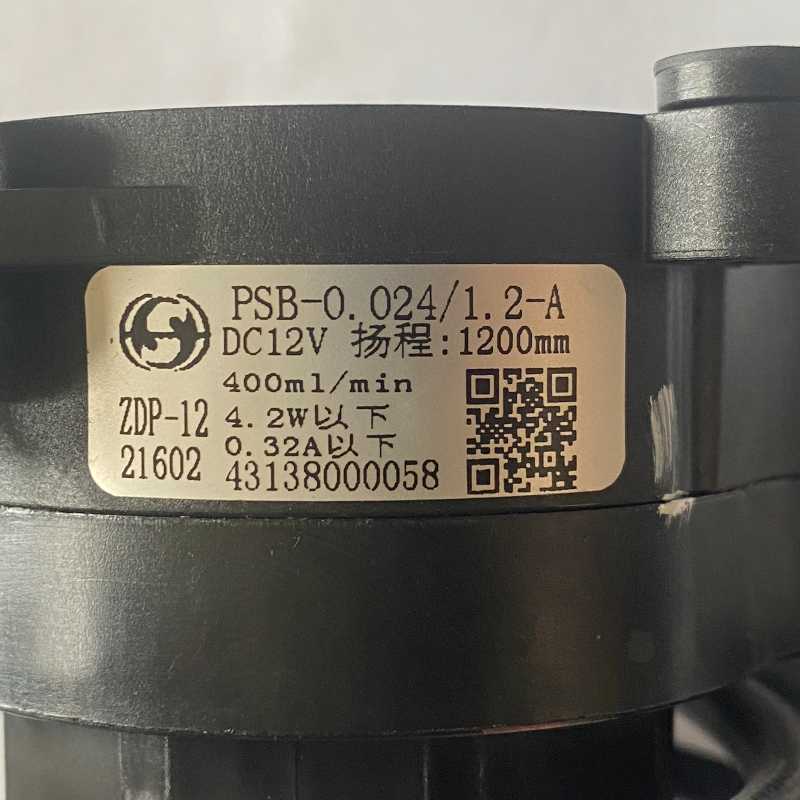 PSB-0.024/1.2-A
DC12V 扬程:1200mm
400ml/min
ZDP-12 4.2W以下
0.32A以下
21602 43138000058